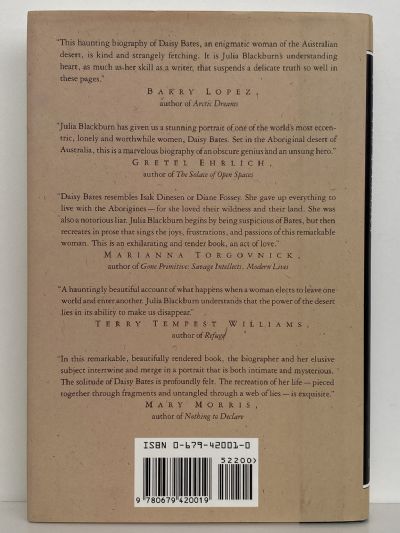 "This haunting biography of Daisy Bates, an enigmatic woman of the Australian
desert, is kind and strangely fetching. It is Julia Blackburn's understanding
heart, as much as her skill as a writer, that suspends a delicate truth so well in
these pages."
BARRY LOPEZ,
author of Arctic Dreams
"Julia Blackburn has given us a stunning portrait of one of the world's most eccen-
tric, lonely and worthwhile women, Daisy Bates. Set in the Aboriginal desert of
Australia, this is a marvelous biography of an obscure genius and an unsung hero."
GRETEL EHRLICH,
author of The Solace of Open Spaces
"Daisy Bates resembles Isak Dinesen or Diane Fossey. She gave up everything to
live with the Aborigines – for she loved their wildness and their land. She was
also a notorious liar. Julia Blackburn begins by being suspicious of Bates, but then
recreates in prose that sings the joys, frustrations, and passions of this remarkable
woman. This is an exhilarating and tender book, an act of love."
MARIANNA TORGOVNICK,
author of Gone Primitive: Savage Intellects, Modern Lives
"A hauntingly beautiful account of what happens when a woman elects to leave one
world and enter another. Julia Blackburn understands that the power of the desert
lies in its ability to make us disappear."
TERRY TEMPEST WILLIAMS,
author of Refuge
"In this remarkable, beautifully rendered book, the biographer and her elusive
subject intertwine and merge in a portrait that is both intimate and mysterious.
The solitude of Daisy Bates is profoundly felt. The recreation of her life – pieced
together through fragments and untangled through a web of lies – is exquisite."
MARY MORRIS,
author of Nothing to Declare
ISBN 0-679-42001-0
52200>
9 780679 420019